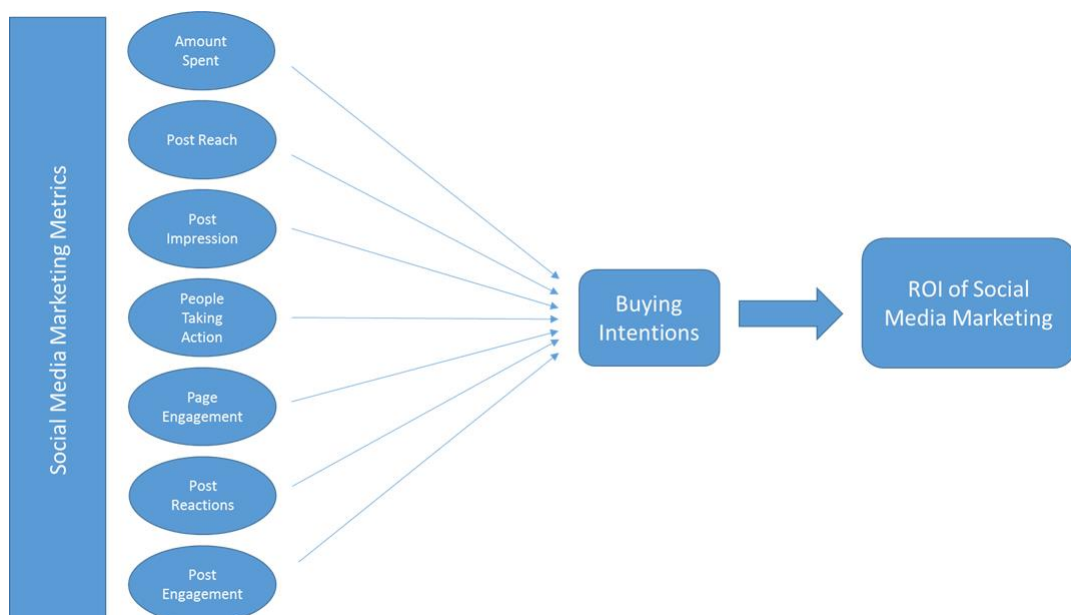 Social Media Marketing Metrics
Amount
Spent
Post Reach
Post
Impression
People
Taking
Action
Page
Engagement
Post
Reactions
Post
Engagement
Buying
Intentions
ROI of Social
Media Marketing